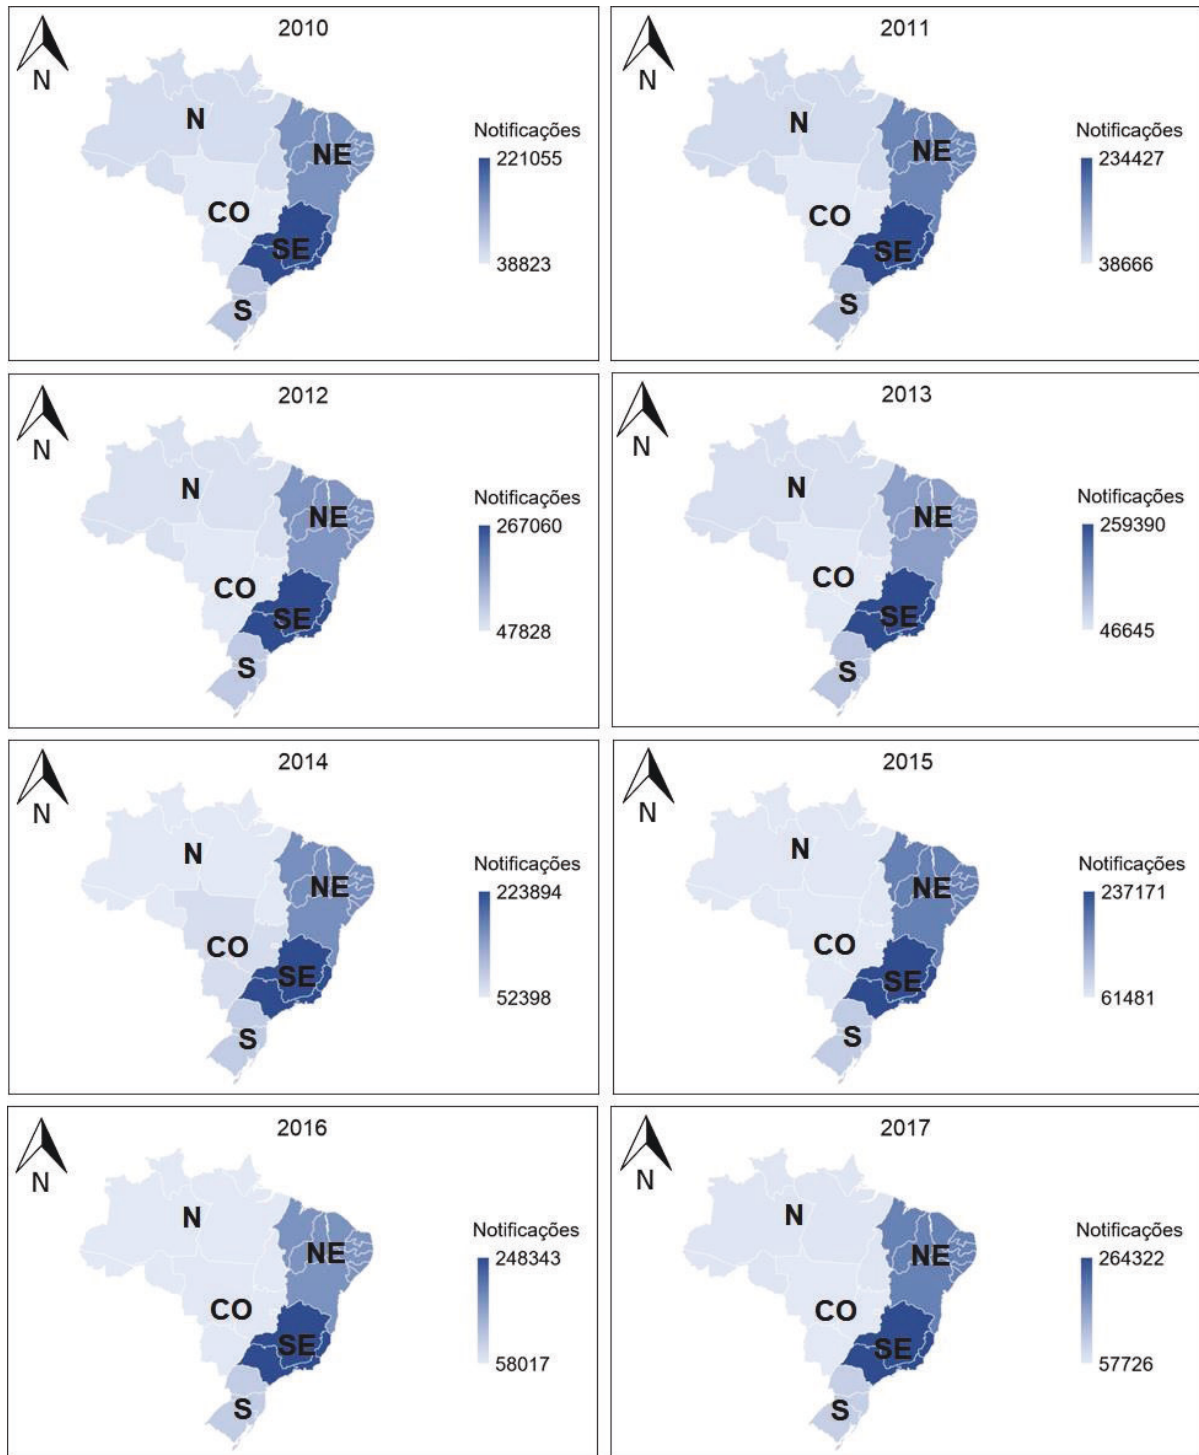 2010
N
N
NE
CO
SE
S
Notificações
221055
38823
2011
N
N
NE
CO
SE
S
Notificações
234427
38666
2012
N
N
NE
CO
SE
S
Notificações
267060
47828
2013
N
N
NE
CO
SE
S
Notificações
259390
46645
2014
N
N
NE
CO
SE
S
Notificações
223894
52398
2015
N
N
NE
CO
SE
S
Notificações
237171
61481
2016
N
N
NE
CO
SE
S
Notificações
248343
58017
2017
N
N
NE
CO
SE
S
Notificações
264322
57726